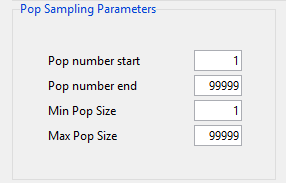 Pop Sampling Parameters
Pop number start 1
Pop number end 99999
Min Pop Size 1
Max Pop Size 99999